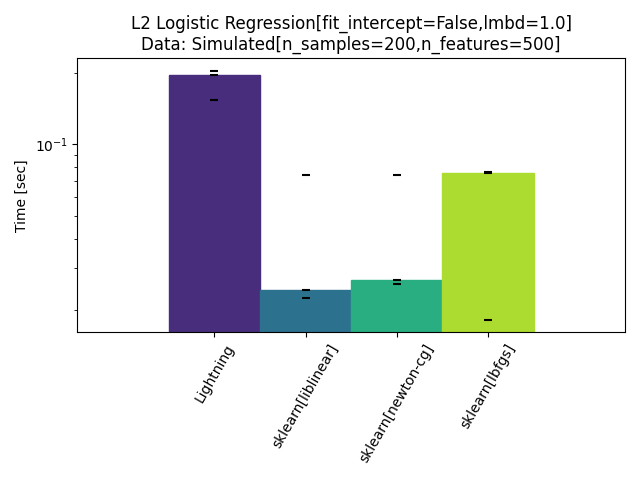 L2 Logistic Regression[fit_intercept=False,lmbd=1.0]
Data: Simulated[n_samples=200,n_features=500]
Time [sec]
10⁻¹
Lightning
sklearn[liblinear]
sklearn[newton-cg]
sklearn[lbfgs]